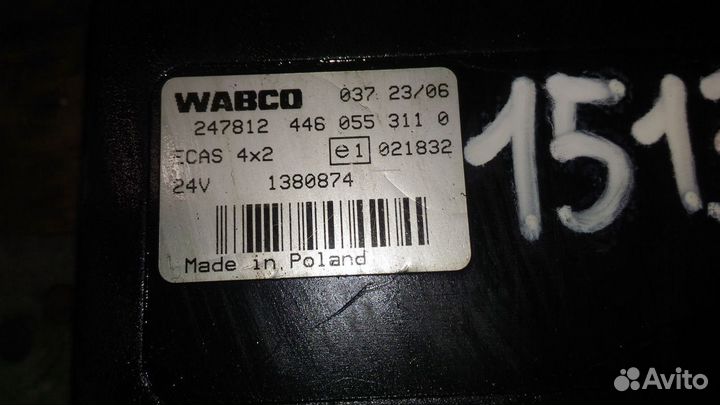 WABCO 037 23/06
247812 446 055 311 0
ECAS 4x2 e1 021832
24V 1380874
Made in Poland
151
Avito